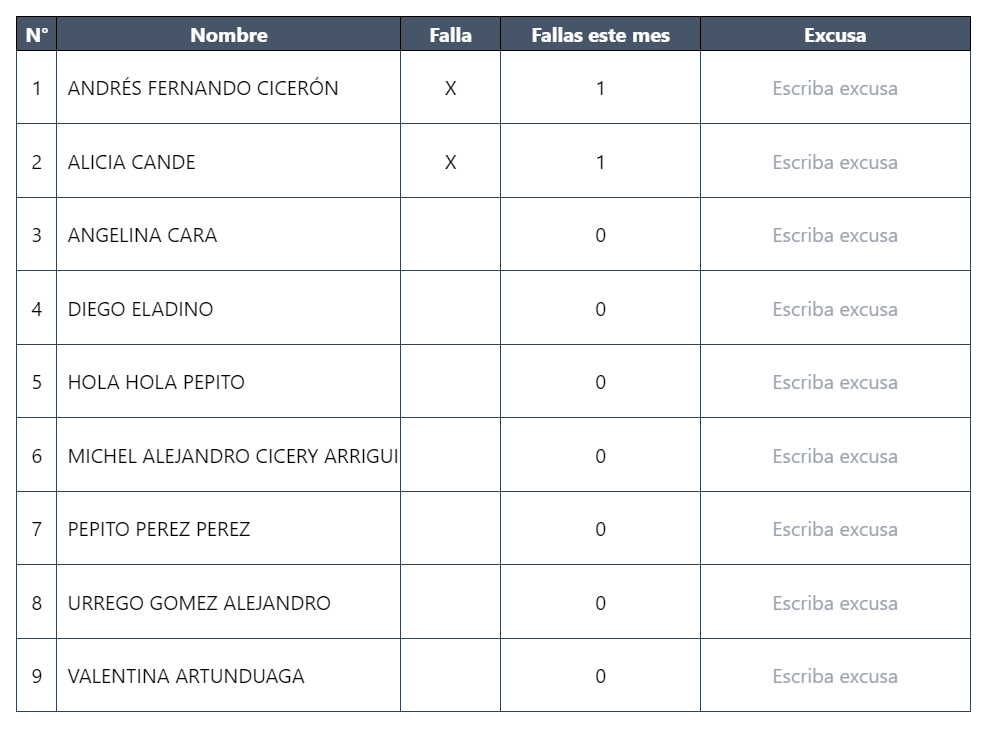 N° Nombre Falla Fallas este mes Excusa
1 ANDRÉS FERNANDO CICERÓN X 1 Escriba excusa
2 ALICIA CANDE X 1 Escriba excusa
3 ANGELINA CARA 0 Escriba excusa
4 DIEGO ELADINO 0 Escriba excusa
5 HOLA HOLA PEPITO 0 Escriba excusa
6 MICHEL ALEJANDRO CICERY ARRIGUI 0 Escriba excusa
7 PEPITO PEREZ PEREZ 0 Escriba excusa
8 URREGO GOMEZ ALEJANDRO 0 Escriba excusa
9 VALENTINA ARTUNDUAGA 0 Escriba excusa